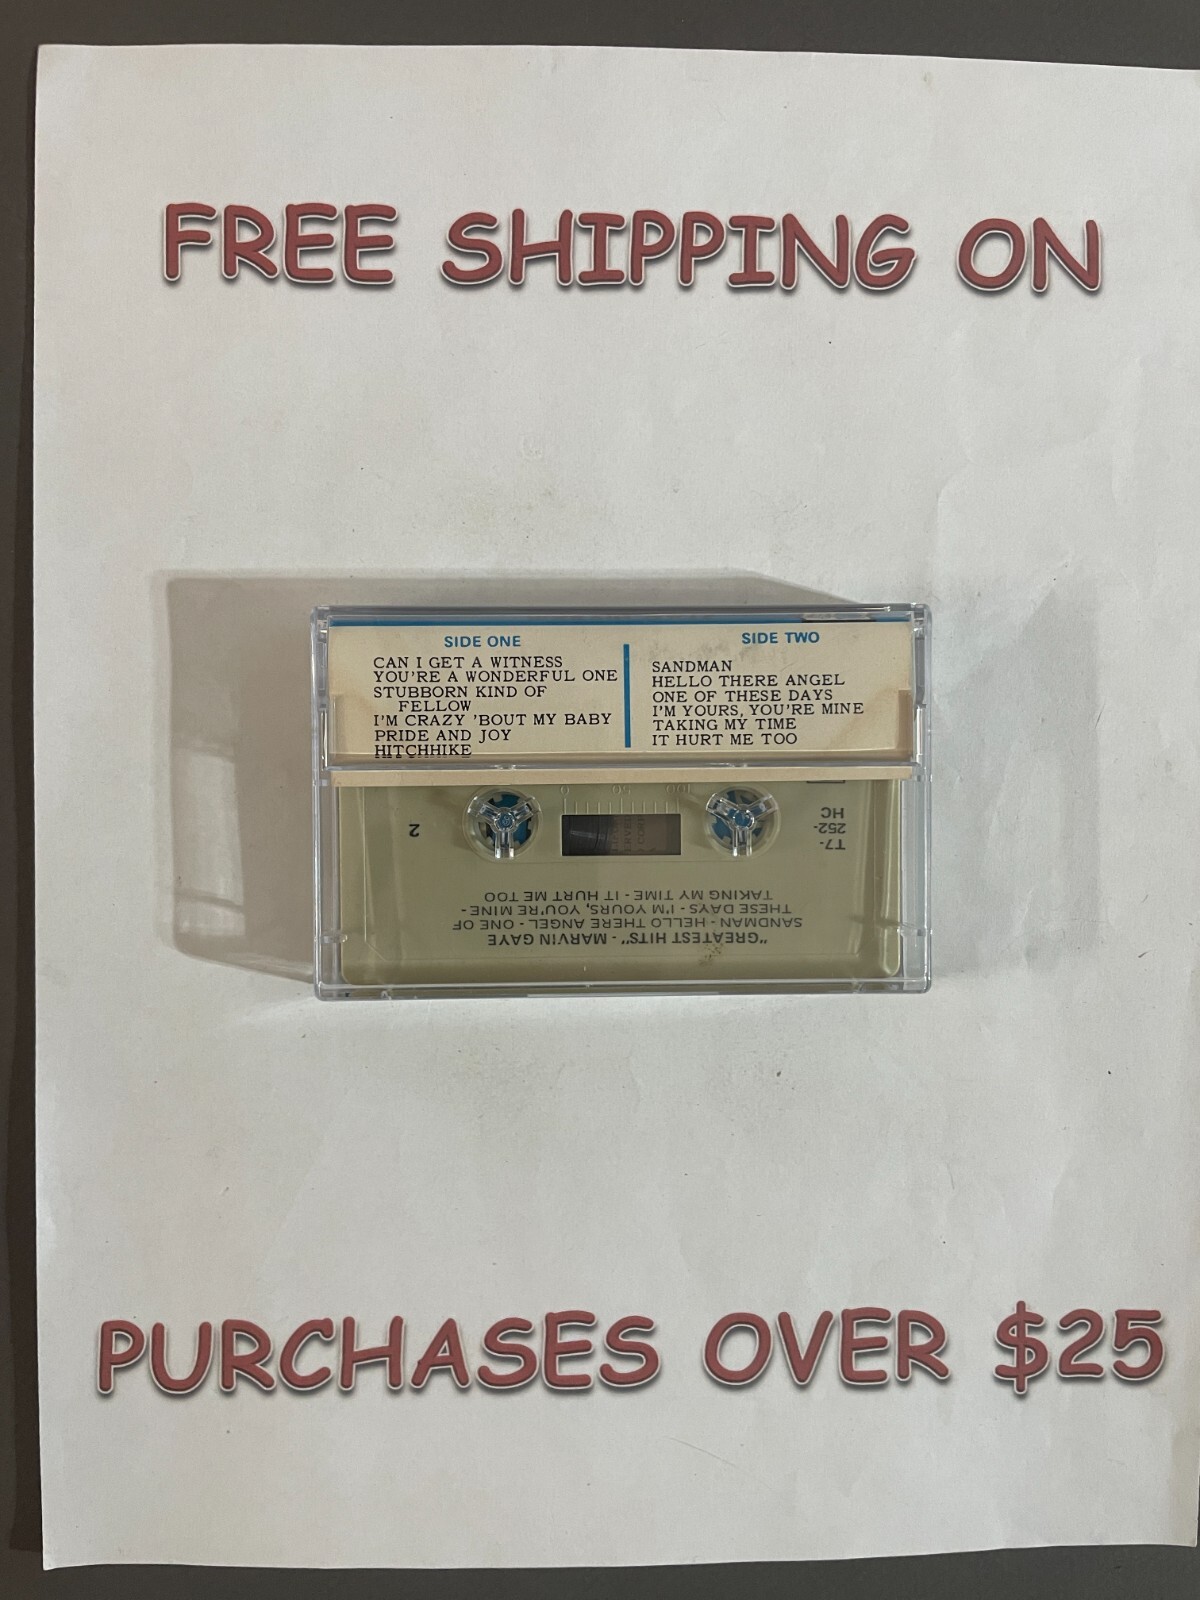 FREE SHIPPING ON
SIDE ONE
CAN I GET A WITNESS
YOU'RE A WONDERFUL ONE
STUBBORN KIND OF
FELLOW
I'M CRAZY 'BOUT MY BABY
PRIDE AND JOY
HITCHHIKE
SIDE TWO
SANDMAN
HELLO THERE ANGEL
ONE OF THESE DAYS
I'M YOURS, YOU'RE MINE
TAKING MY TIME
IT HURT ME TOO
"GREATEST HITS" - MARVIN GAYE
SANDMAN - HELLO THERE ANGEL - ONE OF
THESE DAYS - I'M YOURS, YOU'RE MINE -
TAKING MY TIME - IT HURT ME TOO
T7-
252-
HC
2
100 50 0
PURCHASES OVER $25